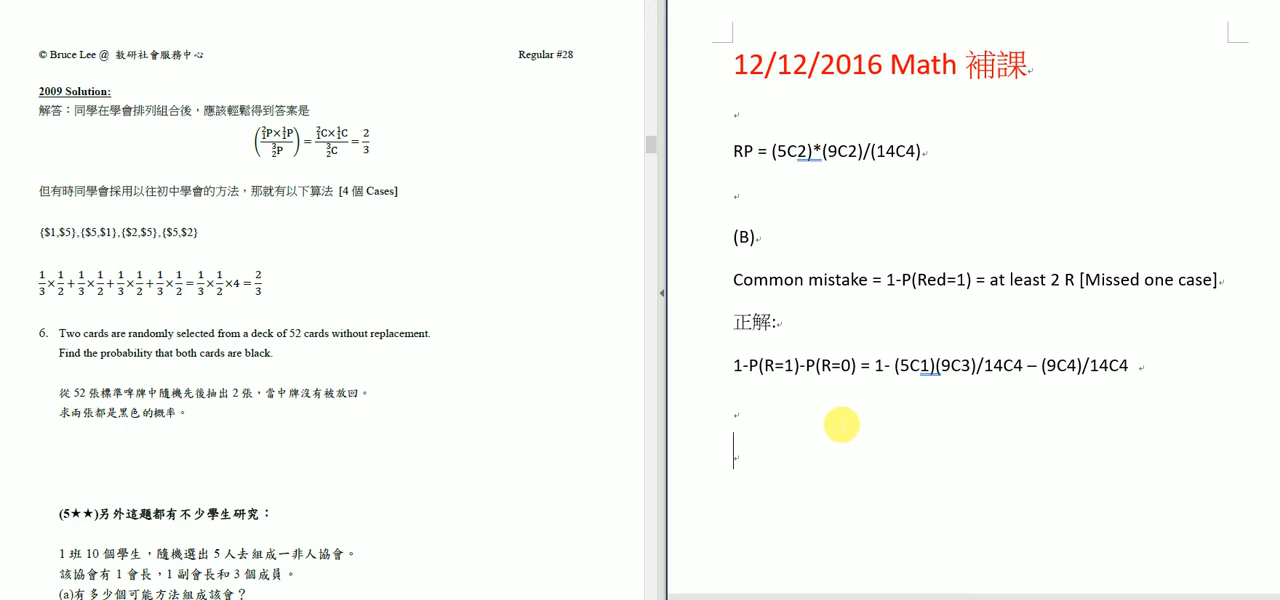 © Bruce Lee @ 數研社會服務中心 Regular #28
2009 Solution:
解答：同學在學會排列組合後，應該輕鬆得到答案是
(²₁P×¹₁P / ³₂P) = ²₁C×¹₁C / ³₂C = 2/3
但有時同學會採用以往初中學會的方法，那就有以下算法 [4 個 Cases]
{$1,$5},{$5,$1},{$2,$5},{$5,$2}
1/3×1/2+1/3×1/2+1/3×1/2+1/3×1/2=1/3×1/2×4=2/3
6. Two cards are randomly selected from a deck of 52 cards without replacement.
Find the probability that both cards are black.
從 52 張標準啤牌中隨機先後抽出 2 張，當中牌沒有被放回。
求兩張都是黑色的概率。
(5★★)另外這題都有不少學生研究：
1 班 10 個學生，隨機選出 5 人去組成一非人協會。
該協會有 1 會長，1 副會長和 3 個成員。
(a)有多少個可能方法組成該會？
12/12/2016 Math 補課
RP = (5C2)*(9C2)/(14C4)
(B)
Common mistake = 1-P(Red=1) = at least 2 R [Missed one case]
正解:
1-P(R=1)-P(R=0) = 1- (5C1)(9C3)/14C4 – (9C4)/14C4